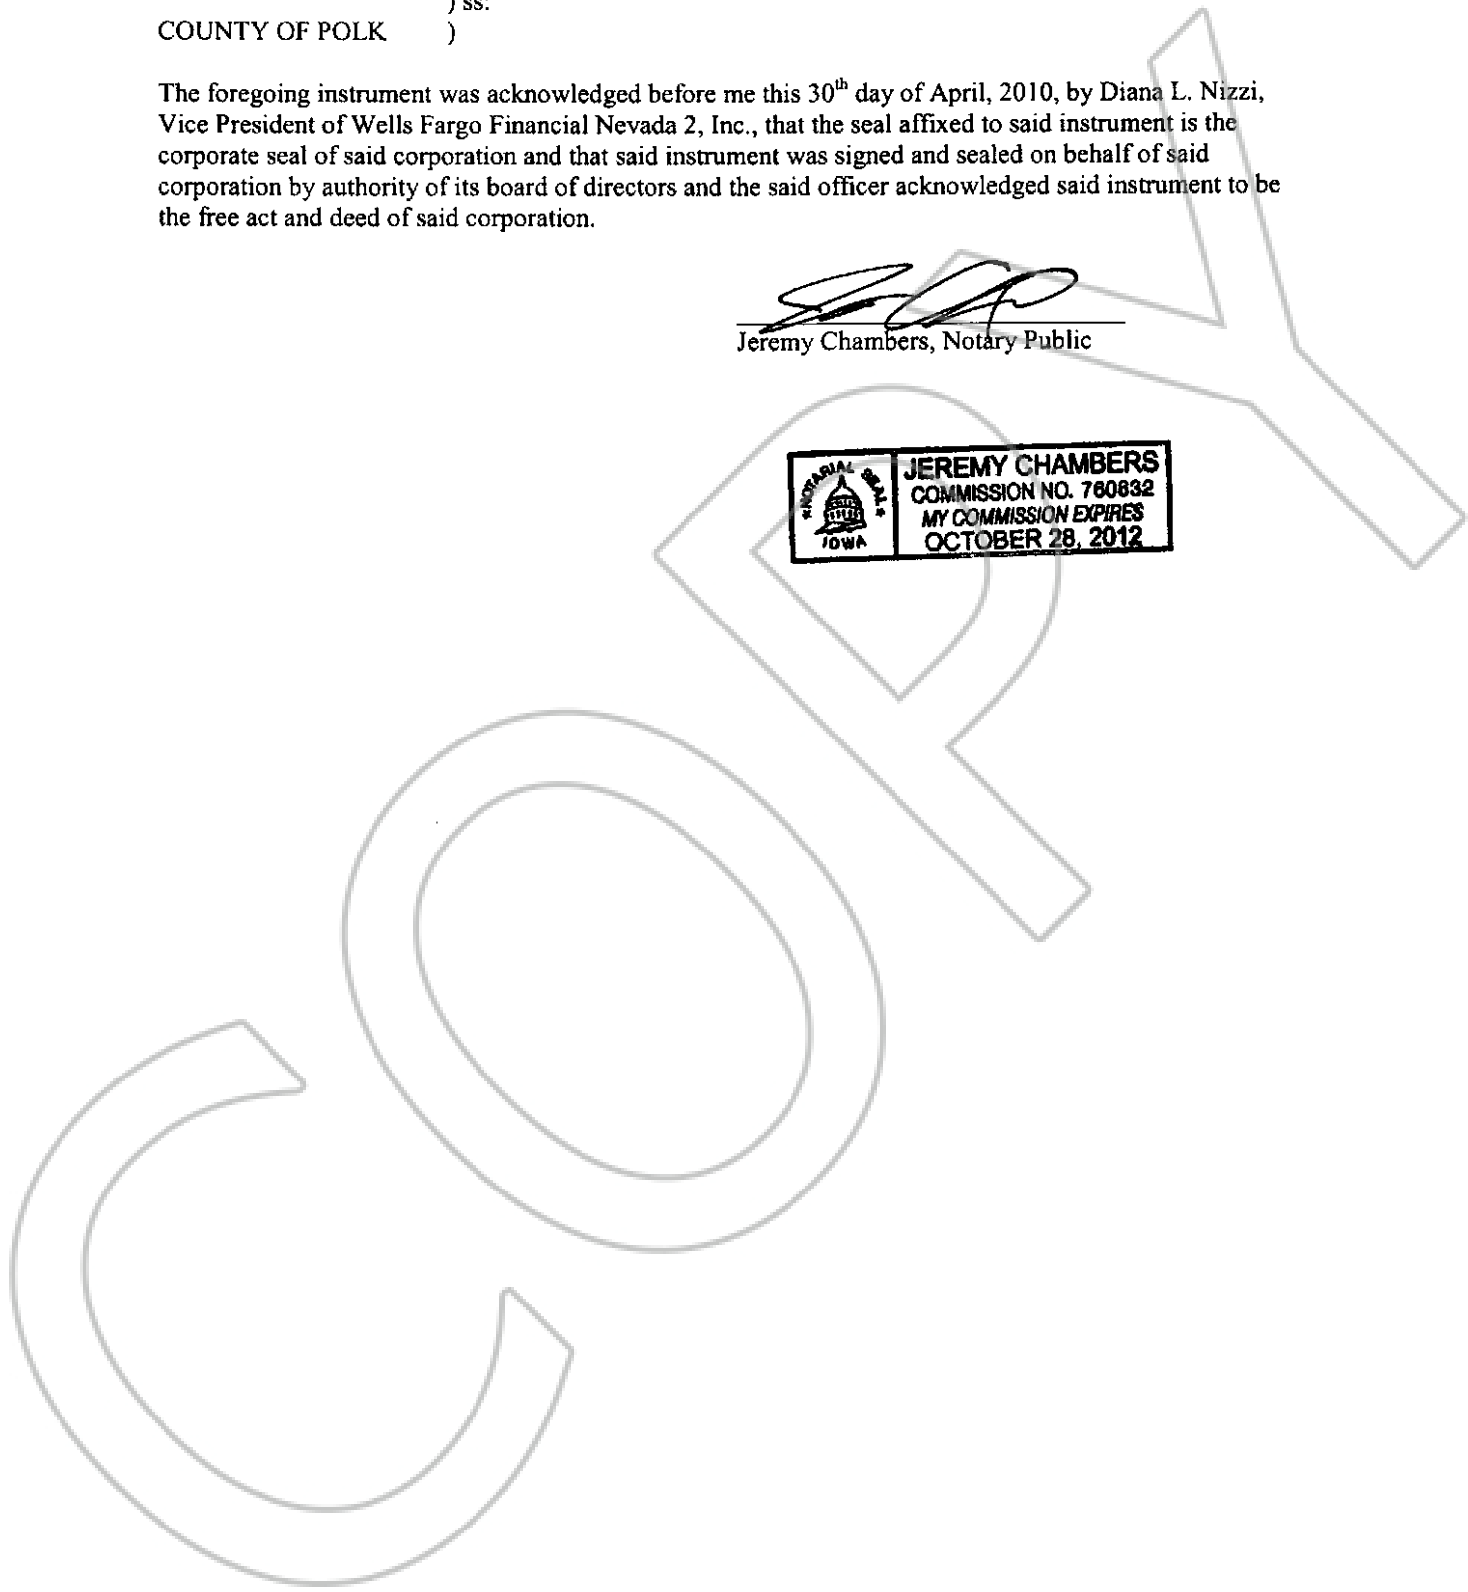 ) ss.
COUNTY OF POLK )
The foregoing instrument was acknowledged before me this 30th day of April, 2010, by Diana L. Nizzi,
Vice President of Wells Fargo Financial Nevada 2, Inc., that the seal affixed to said instrument is the
corporate seal of said corporation and that said instrument was signed and sealed on behalf of said
corporation by authority of its board of directors and the said officer acknowledged said instrument to be
the free act and deed of said corporation.
Jeremy Chambers, Notary Public
NOTARIAL SEAL
IOWA
JEREMY CHAMBERS
COMMISSION NO. 760832
MY COMMISSION EXPIRES
OCTOBER 28, 2012
COPY